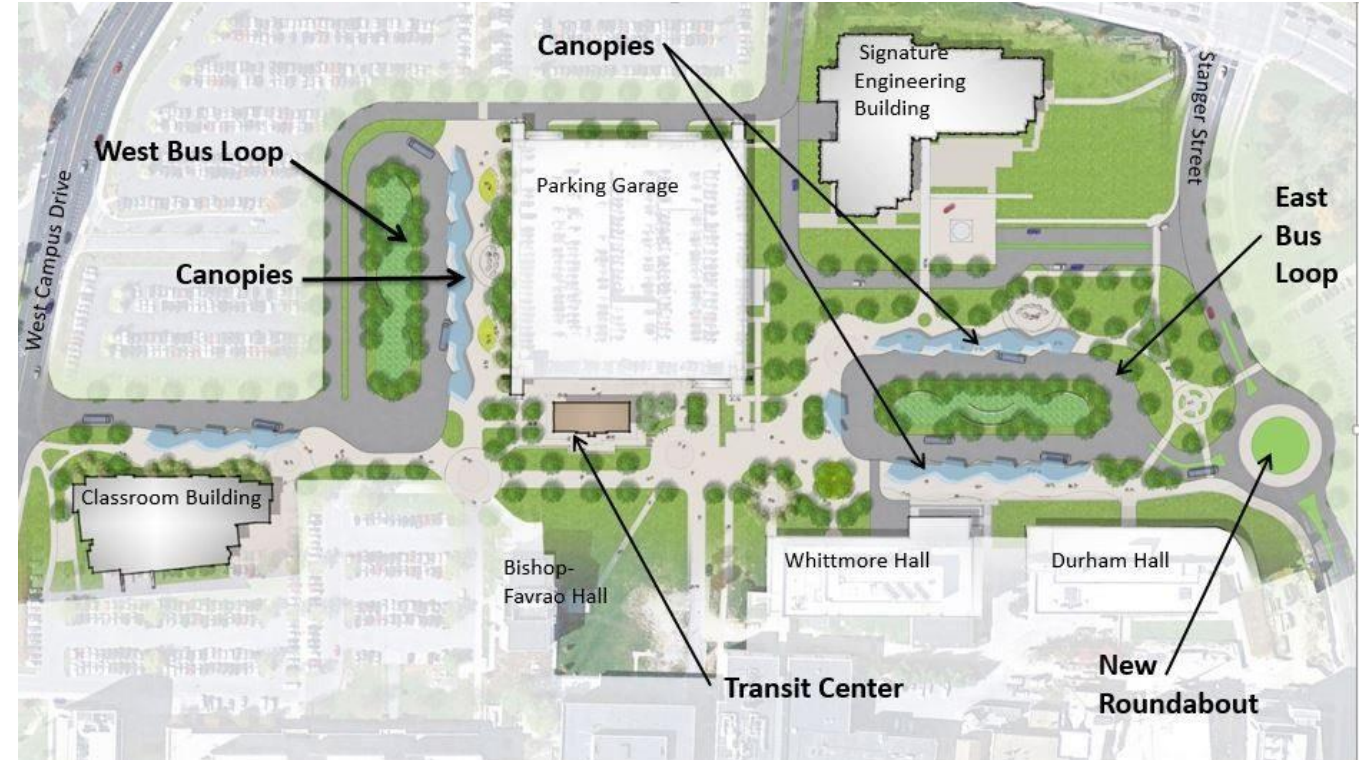 Canopies
Signature
Engineering
Building
Stanger Street
West Bus Loop
Parking Garage
West Campus Drive
East
Bus
Loop
Canopies
Classroom Building
Bishop-
Favrao Hall
Whittmore Hall
Durham Hall
New
Roundabout
Transit Center